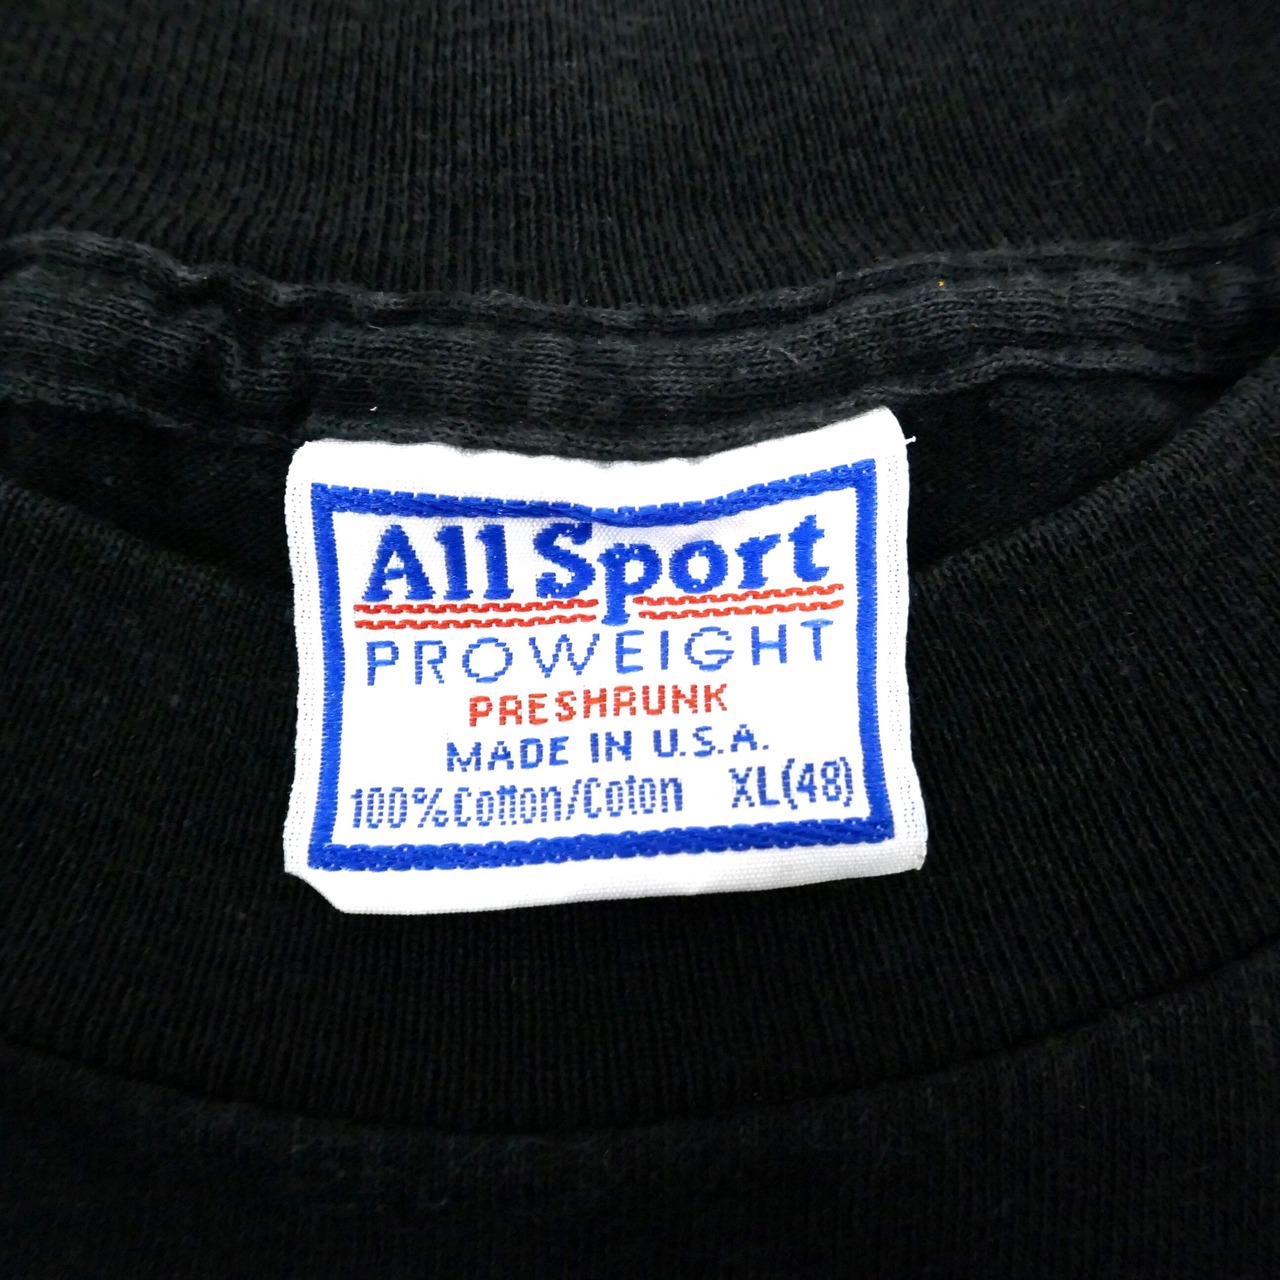 All Sport
PROWEIGHT
PRESHRUNK
MADE IN U.S.A.
100% Cotton/Coton XL(48)